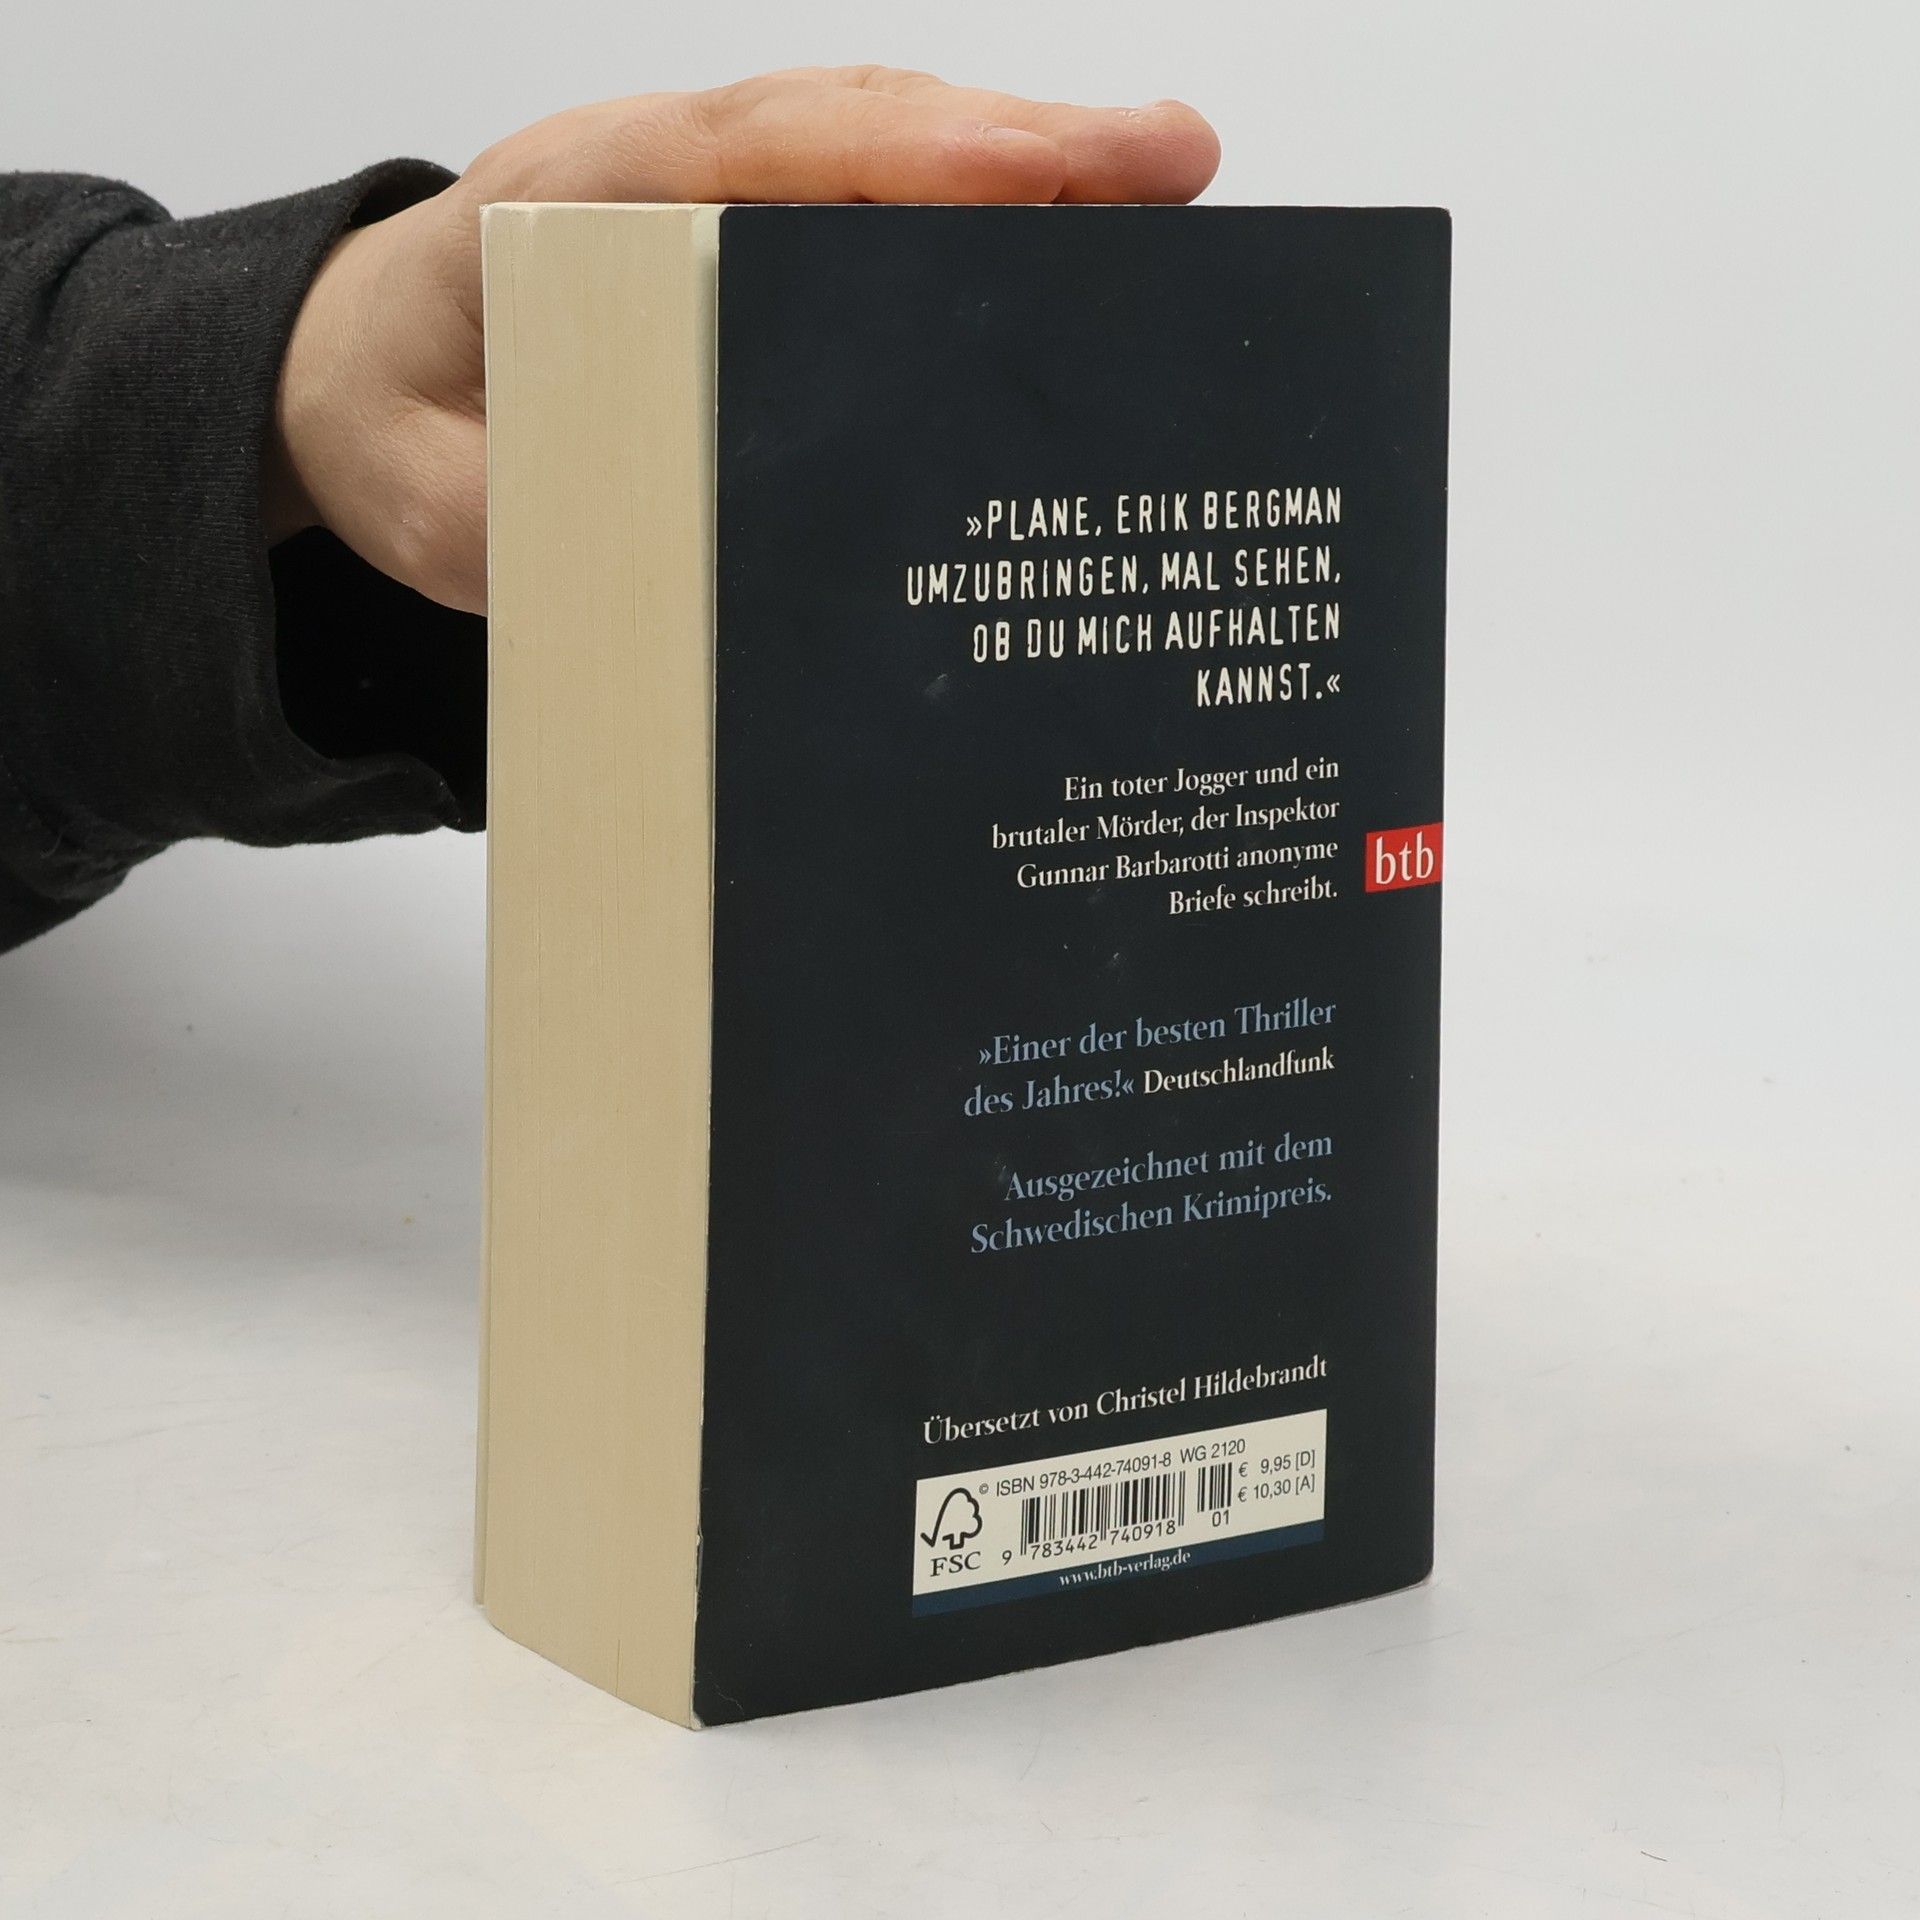 »PLANE, ERIK BERGMAN
UMZUBRINGEN, MAL SEHEN,
OB DU MICH AUFHALTEN
KANNST.«
Ein toter Jogger und ein
brutaler Mörder, der Inspektor
Gunnar Barbarotti anonyme
Briefe schreibt.
btb
»Einer der besten Thriller
des Jahres!« Deutschlandfunk
Ausgezeichnet mit dem
Schwedischen Krimipreis.
Übersetzt von Christel Hildebrandt
© ISBN 978-3-442-74091-8 WG 2120
€ 9,95 [D]
€ 10,30 [A]
01
9 783442 740918
FSC
www.btb-verlag.de